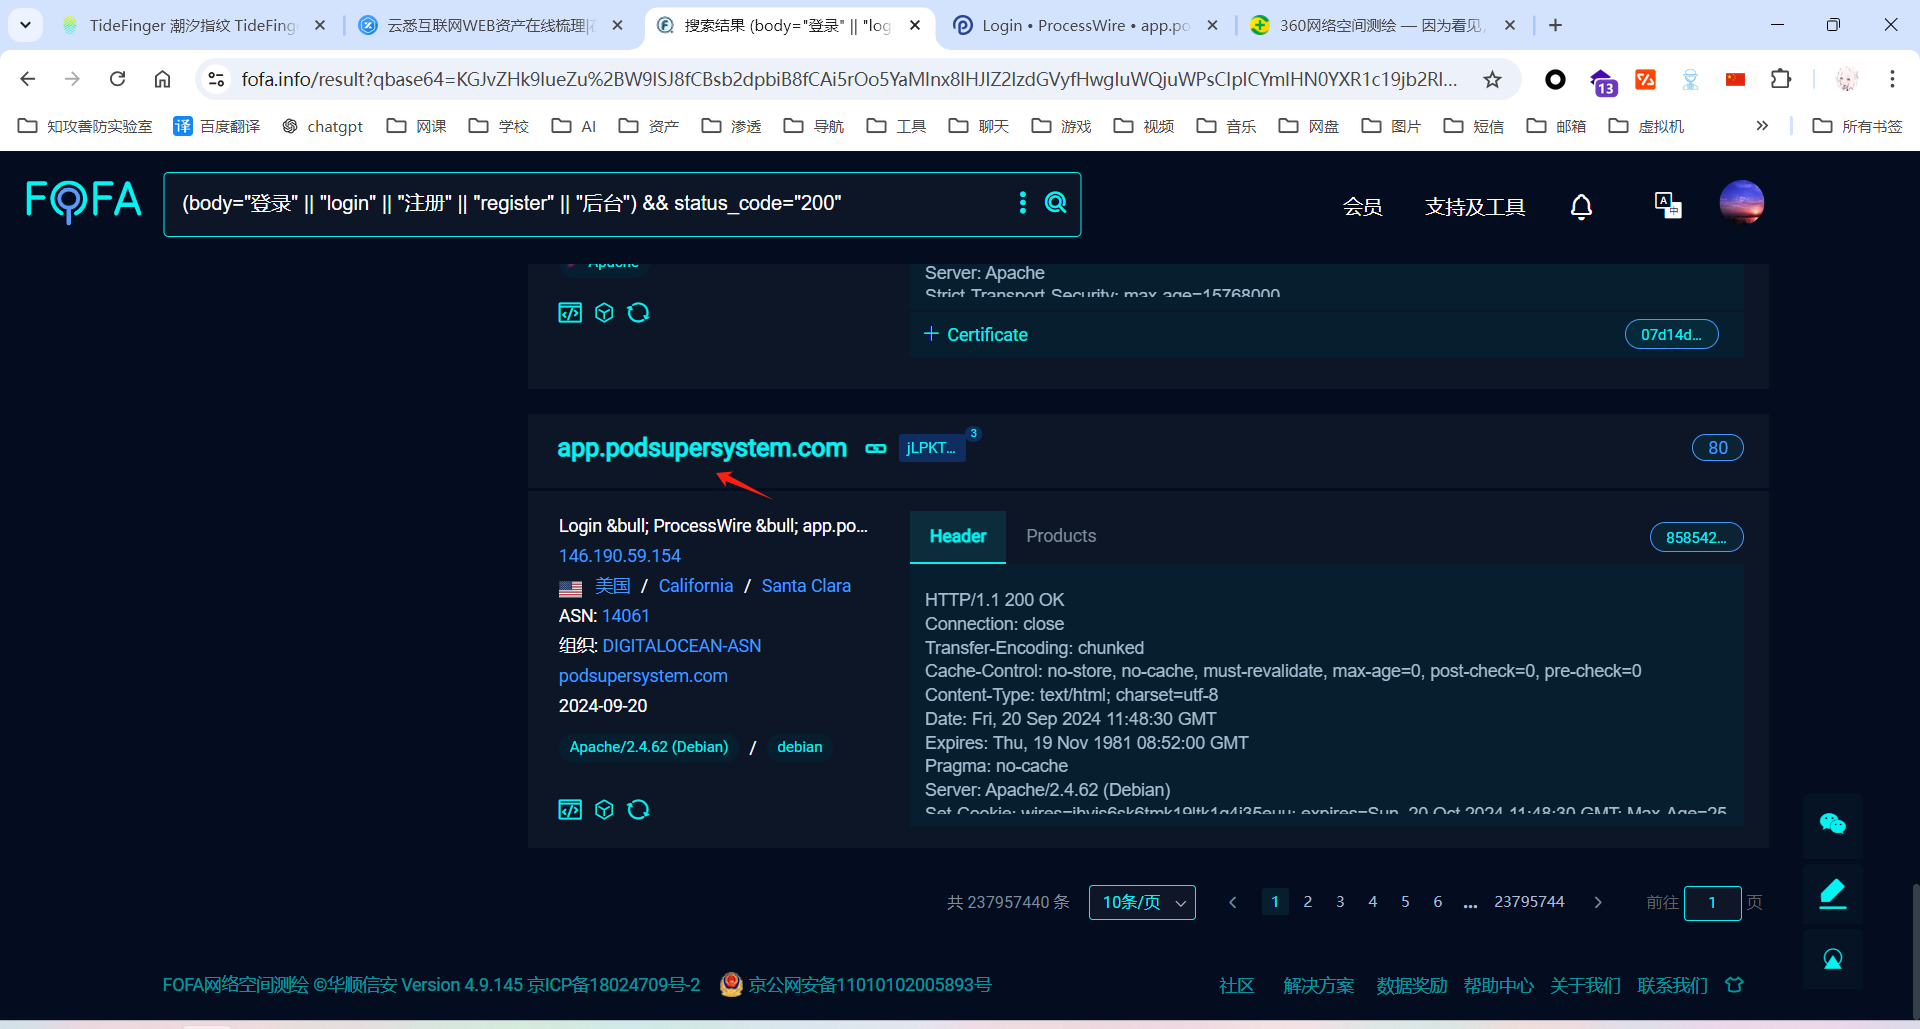 TideFinger 潮汐指纹 TideFing
云悉互联网WEB资产在线梳理|在
搜索结果 (body="登录" || "log
Login • ProcessWire • app.po
360网络空间测绘 — 因为看见,
fofa.info/result?qbase64=KGJvZHk9IueZu%2BW9lSJ8fCBsb2dpbiB8fCAi5rOo5YaMInx8IHJlZ2lzdGVyfHwgIuWQjuWPsCIpICYmIHN0YXR1c19jb2Rl...
13
知攻善防实验室
译 百度翻译
chatgpt
网课
学校
AI
资产
渗透
导航
工具
聊天
游戏
视频
音乐
网盘
图片
短信
邮箱
虚拟机
所有书签
FOFA
(body="登录" || "login" || "注册" || "register" || "后台") && status_code="200"
会员
支持及工具
A 中
Apache
Server: Apache
Strict-Transport-Security: max-age=15768000
+ Certificate
07d14d...
app.podsupersystem.com
jLPKT...
3
80
Login &bull; ProcessWire &bull; app.po...
146.190.59.154
美国 / California / Santa Clara
ASN: 14061
组织: DIGITALOCEAN-ASN
podsupersystem.com
2024-09-20
Apache/2.4.62 (Debian) / debian
Header
Products
858542...
HTTP/1.1 200 OK
Connection: close
Transfer-Encoding: chunked
Cache-Control: no-store, no-cache, must-revalidate, max-age=0, post-check=0, pre-check=0
Content-Type: text/html; charset=utf-8
Date: Fri, 20 Sep 2024 11:48:30 GMT
Expires: Thu, 19 Nov 1981 08:52:00 GMT
Pragma: no-cache
Server: Apache/2.4.62 (Debian)
expires=Sun, 20 Oct 2024 11:48:30 GMT; Max-Age=25
共 237957440 条
10条/页
1 2 3 4 5 6 ... 23795744
前往 1 页
FOFA网络空间测绘 ©华顺信安 Version 4.9.145 京ICP备18024709号-2
京公网安备11010102005893号
社区
解决方案
数据奖励
帮助中心
关于我们
联系我们